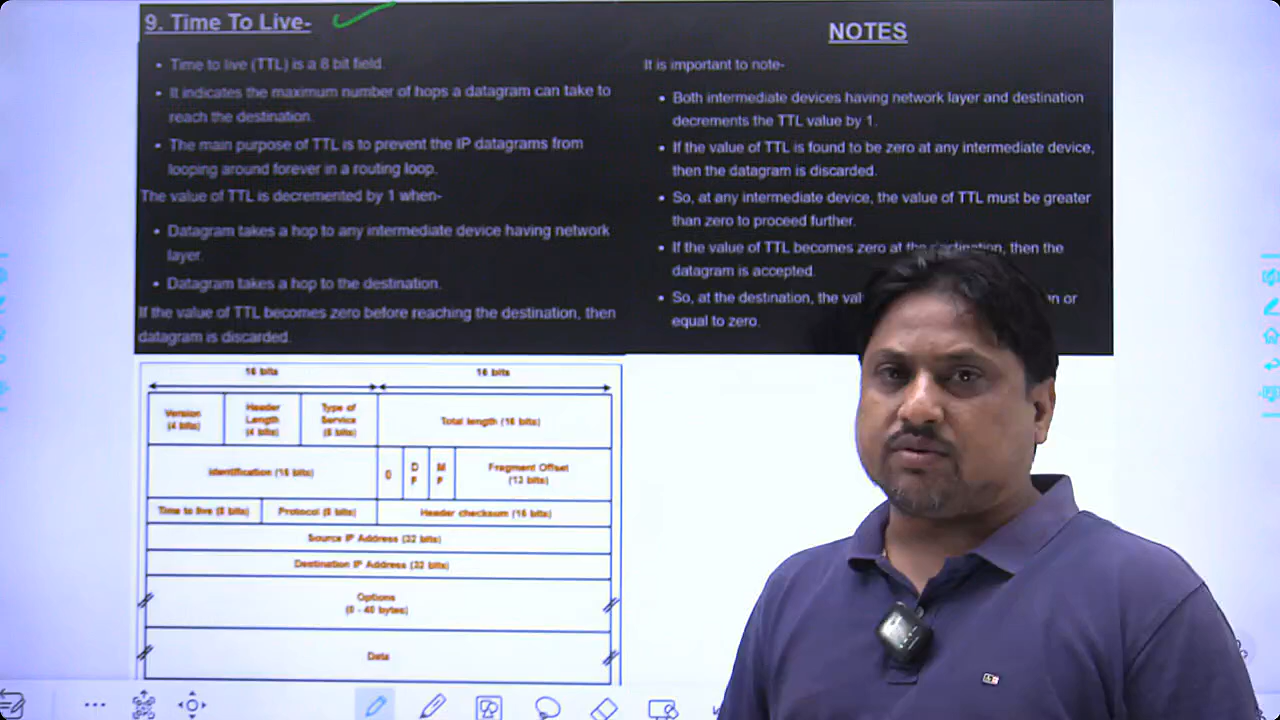 9. Time To Live-
• Time to live (TTL) is a 8 bit field.
• It indicates the maximum number of hops a datagram can take to
reach the destination.
• The main purpose of TTL is to prevent the IP datagrams from
looping around forever in a routing loop.
The value of TTL is decremented by 1 when-
• Datagram takes a hop to any intermediate device having network
layer.
• Datagram takes a hop to the destination.
If the value of TTL becomes zero before reaching the destination, then
datagram is discarded.
NOTES
It is important to note-
• Both intermediate devices having network layer and destination
decrements the TTL value by 1.
• If the value of TTL is found to be zero at any intermediate device,
then the datagram is discarded.
• So, at any intermediate device, the value of TTL must be greater
than zero to proceed further.
• If the value of TTL becomes zero at the destination, then the
datagram is accepted.
• So, at the destination, the or
equal to zero.
16 bits 16 bits
Version
(4 bits)
Header
Length
(4 bits)
Type of
Service
(8 bits)
Total length (16 bits)
Identification (16 bits)
0
D
F
M
F
Fragment Offset
(13 bits)
Time to live (8 bits) Protocol (8 bits) Header checksum (16 bits)
Source IP Address (32 bits)
Destination IP Address (32 bits)
Options
(0 - 40 bytes)
Data